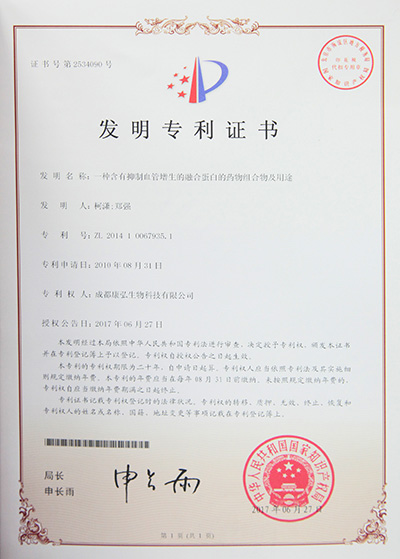 证书号第2534090号
发明专利证书
发 明 名 称：一种含有抑制血管增生的融合蛋白的药物组合物及用途
发 明 人：柯潇;郑强
专 利 号：ZL 2014 1 0067935.1
专利申请日：2010年08月31日
专 利 权 人：成都康弘生物科技有限公司
授权公告日：2017年06月27日
本发明经过本局依照中华人民共和国专利法进行审查，决定授予专利权，颁发本证书
并在专利登记簿上予以登记。专利权自授权公告之日起生效。
本专利的专利权期限为二十年，自申请日起算。专利权人应当依照专利法及其实施细
则规定缴纳年费。本专利的年费应当在每年08月31日前缴纳。未按照规定缴纳年费的，
专利权自应当缴纳年费期满之日起终止。
专利证书记载专利权登记时的法律状况。专利权的转移、质押、无效、终止、恢复和
专利权人的姓名或名称、国籍、地址变更等事项记载在专利登记簿上。
局长
申长雨
申长雨
中华人民共和国国家知识产权局
2017年06月27日
第1页(共1页)